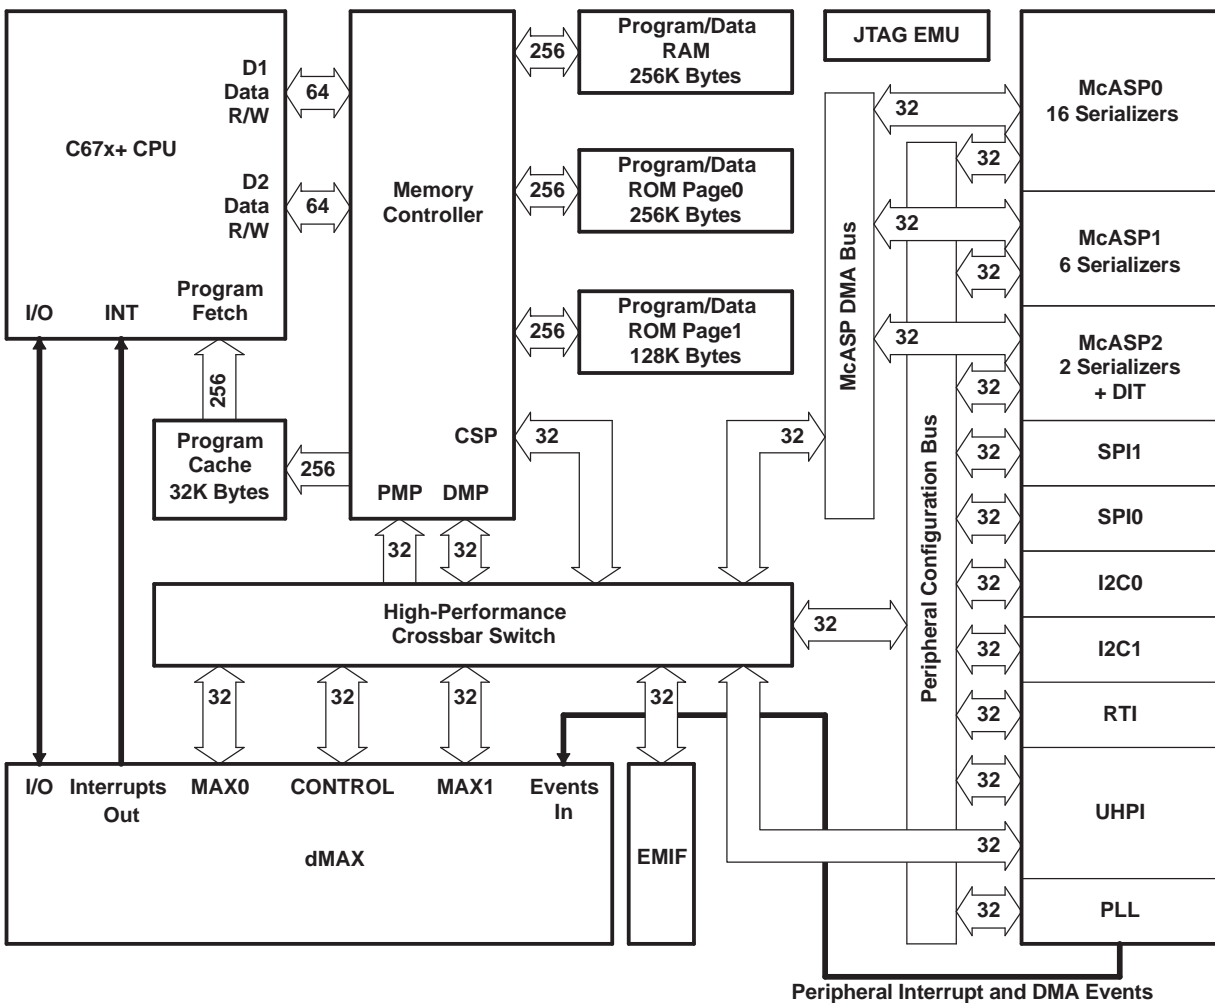 D1
Data
R/W
C67x+ CPU
D2
Data
R/W
I/O
INT
Program
Fetch
64
64
256
Program
Cache
32K Bytes
256
Memory
Controller
CSP
PMP
DMP
256
Program/Data
RAM
256K Bytes
256
Program/Data
ROM Page0
256K Bytes
256
Program/Data
ROM Page1
128K Bytes
JTAG EMU
32
32
32
32
32
High-Performance
Crossbar Switch
32
McASP DMA Bus
Peripheral Configuration Bus
32
32
32
32
32
32
32
32
32
32
32
32
32
32
McASP0
16 Serializers
McASP1
6 Serializers
McASP2
2 Serializers
+ DIT
SPI1
SPI0
I2C0
I2C1
RTI
UHPI
PLL
32
32
32
32
I/O
Interrupts
Out
MAX0
CONTROL
MAX1
Events
In
dMAX
EMIF
Peripheral Interrupt and DMA Events